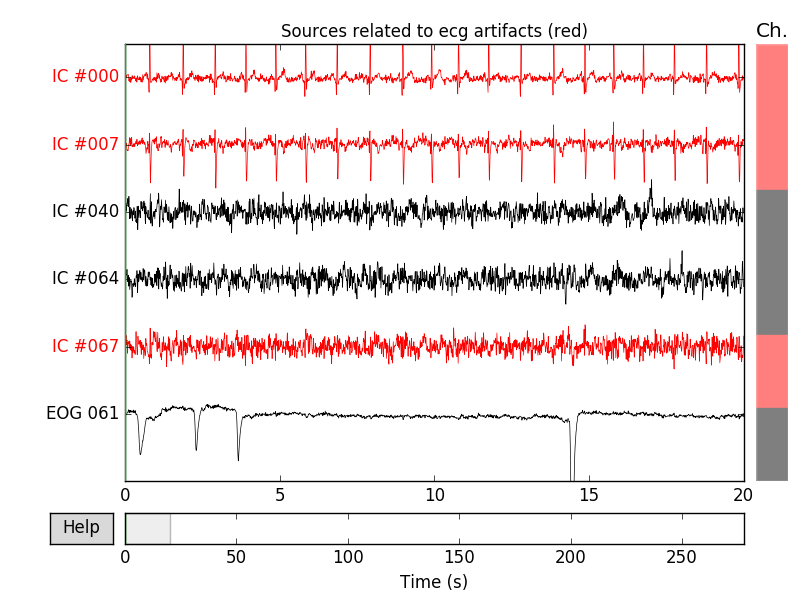 Sources related to ecg artifacts (red)
Ch.
IC #000
IC #007
IC #040
IC #064
IC #067
EOG 061
0 5 10 15 20
Help
0 50 100 150 200 250
Time (s)